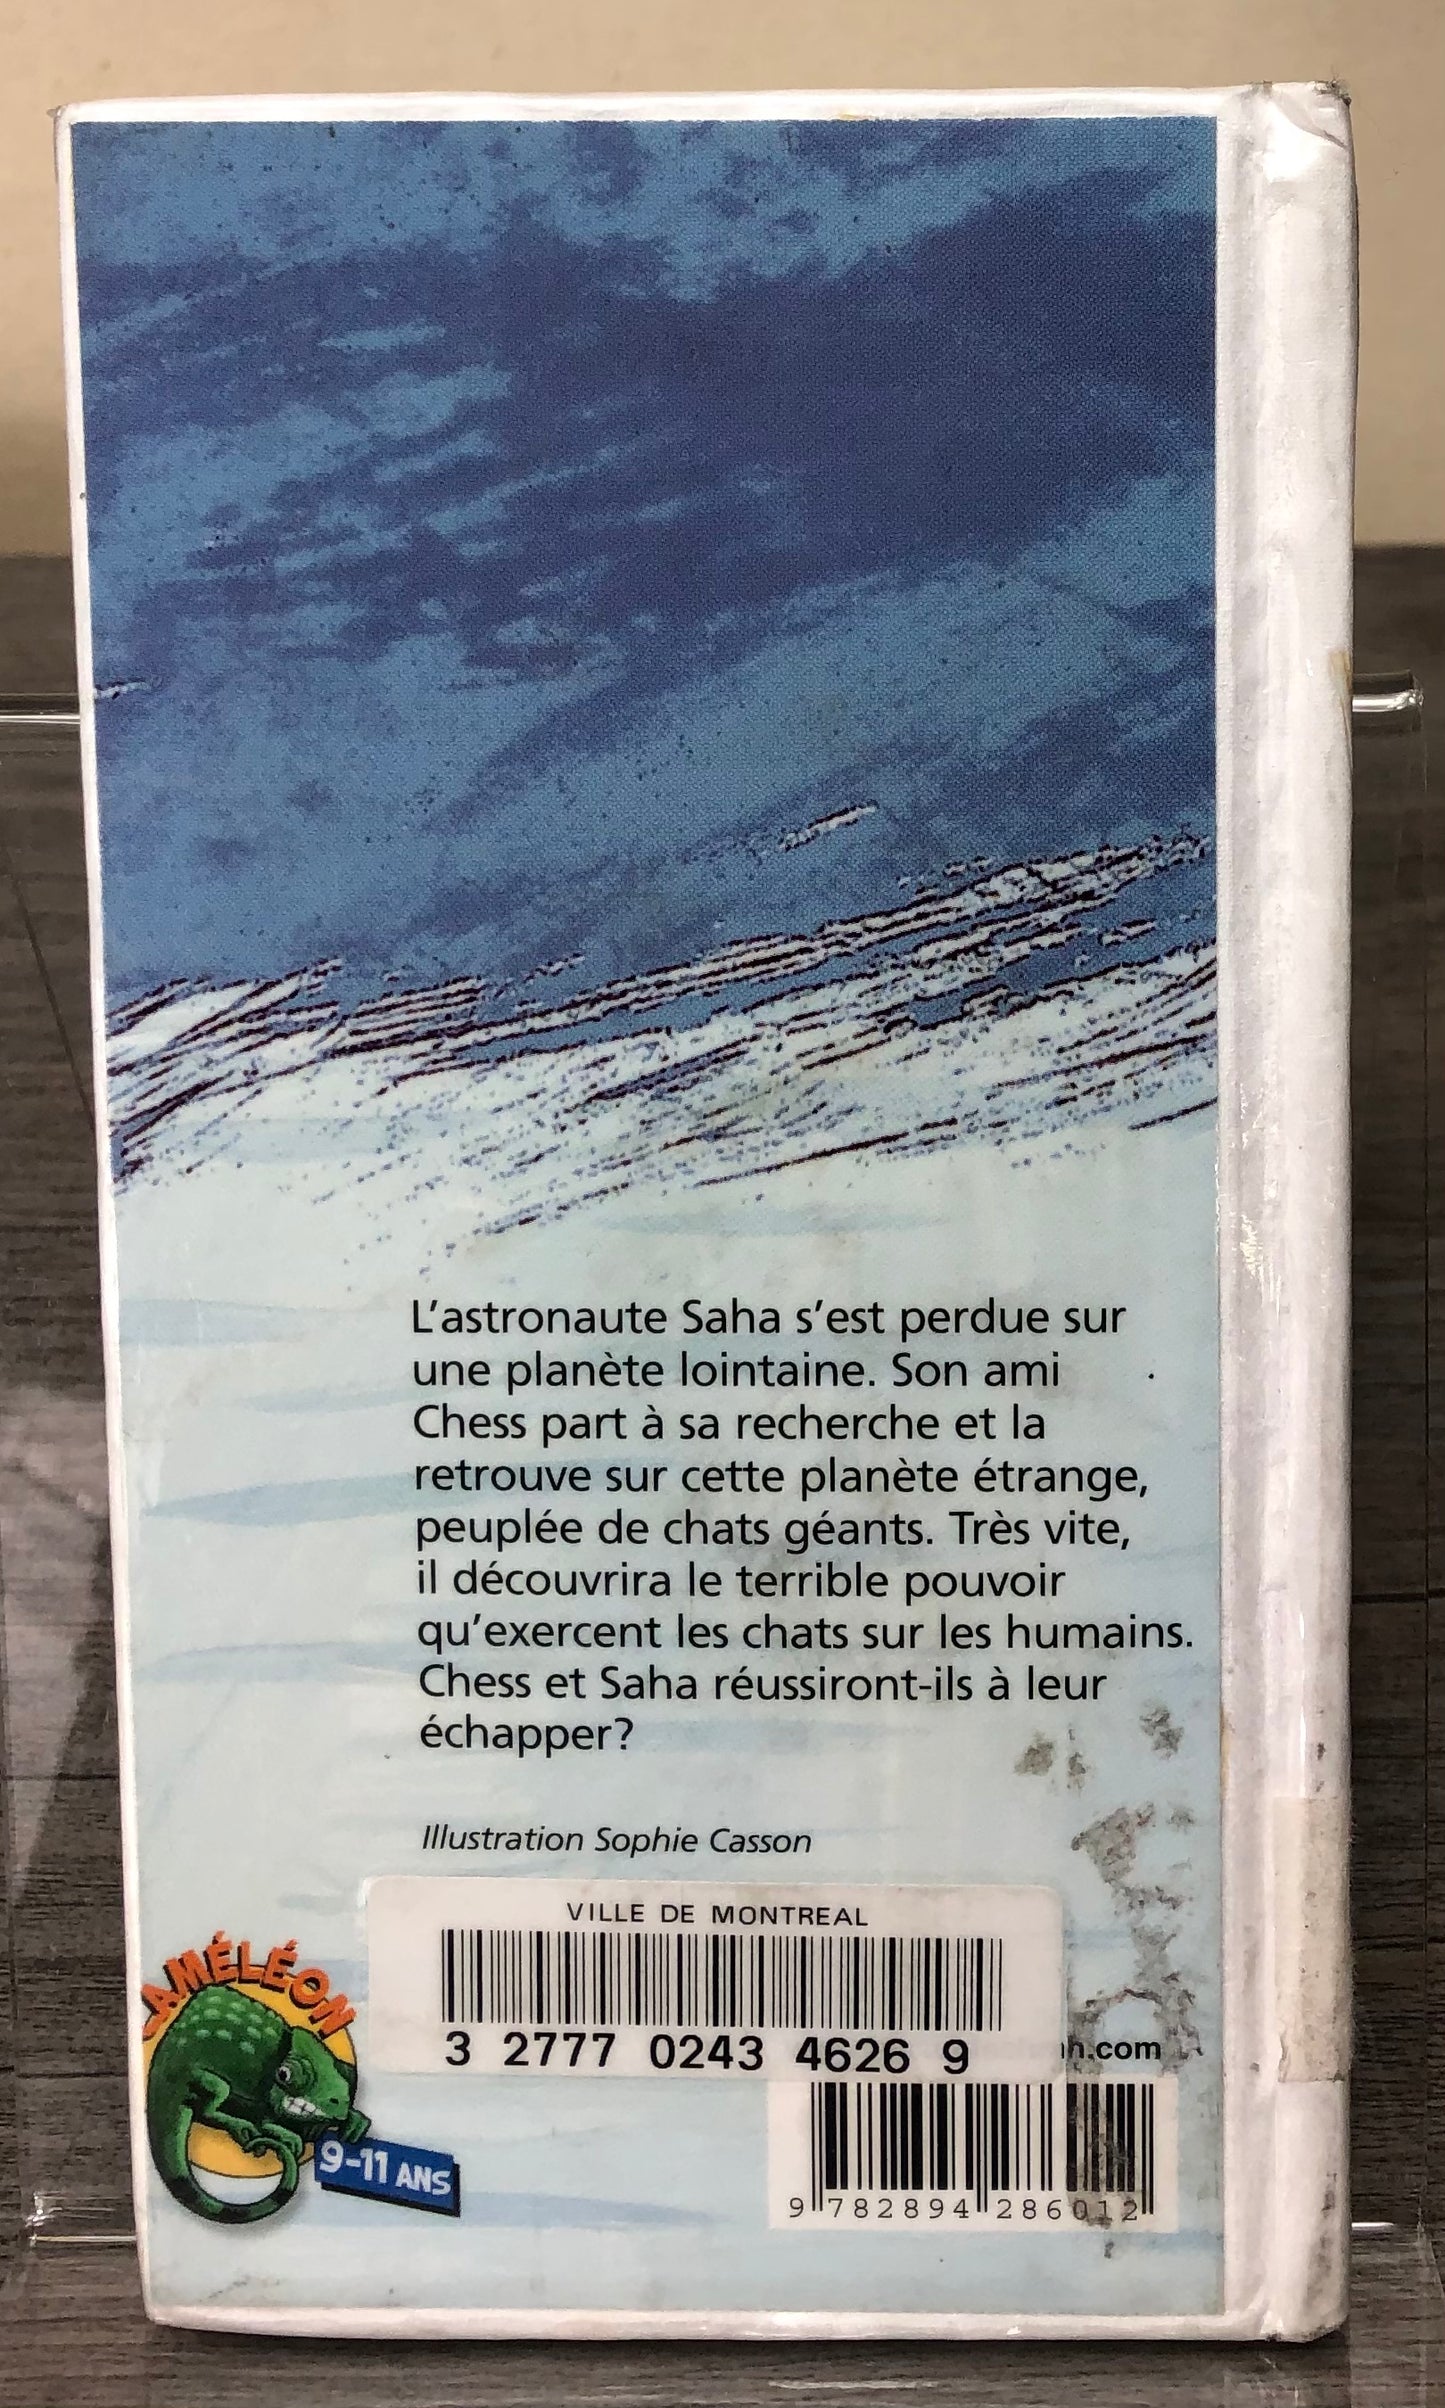 L'astronaute Saha s'est perdue sur
une planète lointaine. Son ami
Chess part à sa recherche et la
retrouve sur cette planète étrange,
peuplée de chats géants. Très vite,
il découvrira le terrible pouvoir
qu'exercent les chats sur les humains.
Chess et Saha réussiront-ils à leur
échapper?
Illustration Sophie Casson
VILLE DE MONTREAL
3 2777 0243 4626 9
AMÉLÉON
9-11 ANS
h.com
9 782894 286012